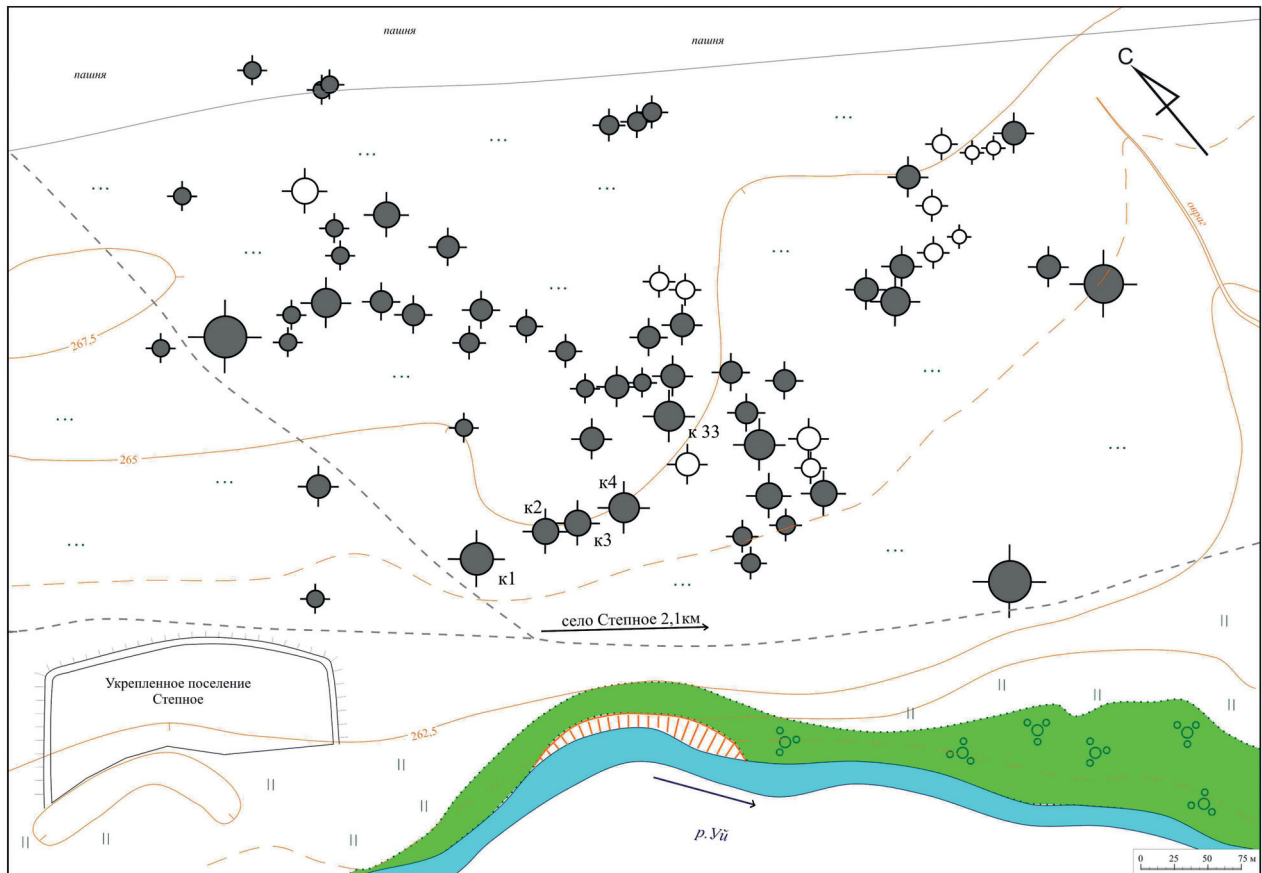 пашня
пашня
пашня
С
овраг
267,5
265
к 33
к4
к2
к3
к1
село Степное 2,1км
Укрепленное поселение
Степное
262,5
р. Уй
0 25 50 75 м